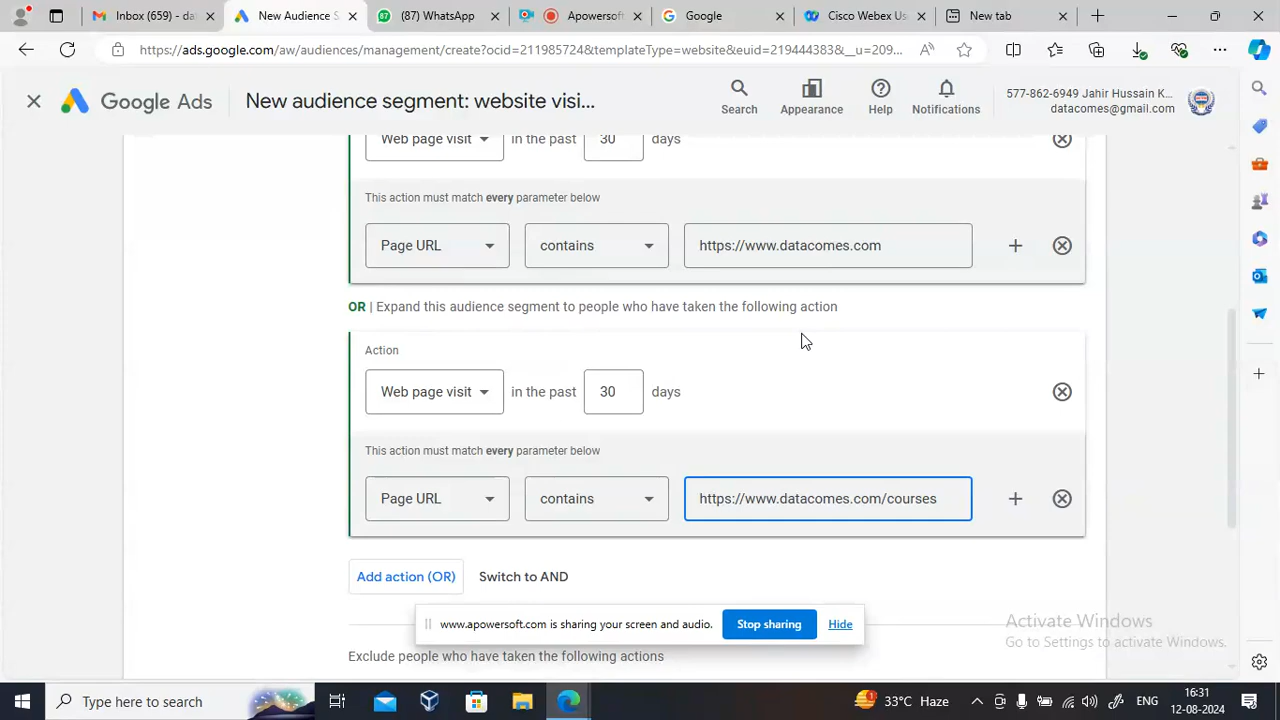 Inbox (659) - dat
New Audience S
(87) WhatsApp
Apowersoft
Google
Cisco Webex Us
New tab
https://ads.google.com/aw/audiences/management/create?ocid=211985724&templateType=website&euid=219444383&__u=209...
Google Ads
New audience segment: website visi...
Search
Appearance
Help
Notifications
577-862-6949 Jahir Hussain K...
datacomes@gmail.com
Web page visit in the past 30 days
This action must match every parameter below
Page URL contains https://www.datacomes.com
OR | Expand this audience segment to people who have taken the following action
Action
Web page visit in the past 30 days
This action must match every parameter below
Page URL contains https://www.datacomes.com/courses
Add action (OR) Switch to AND
www.apowersoft.com is sharing your screen and audio. Stop sharing Hide
Activate Windows
Go to Settings to activate Windows.
Exclude people who have taken the following actions
Type here to search
1
33°C Haze
ENG
16:31
12-08-2024